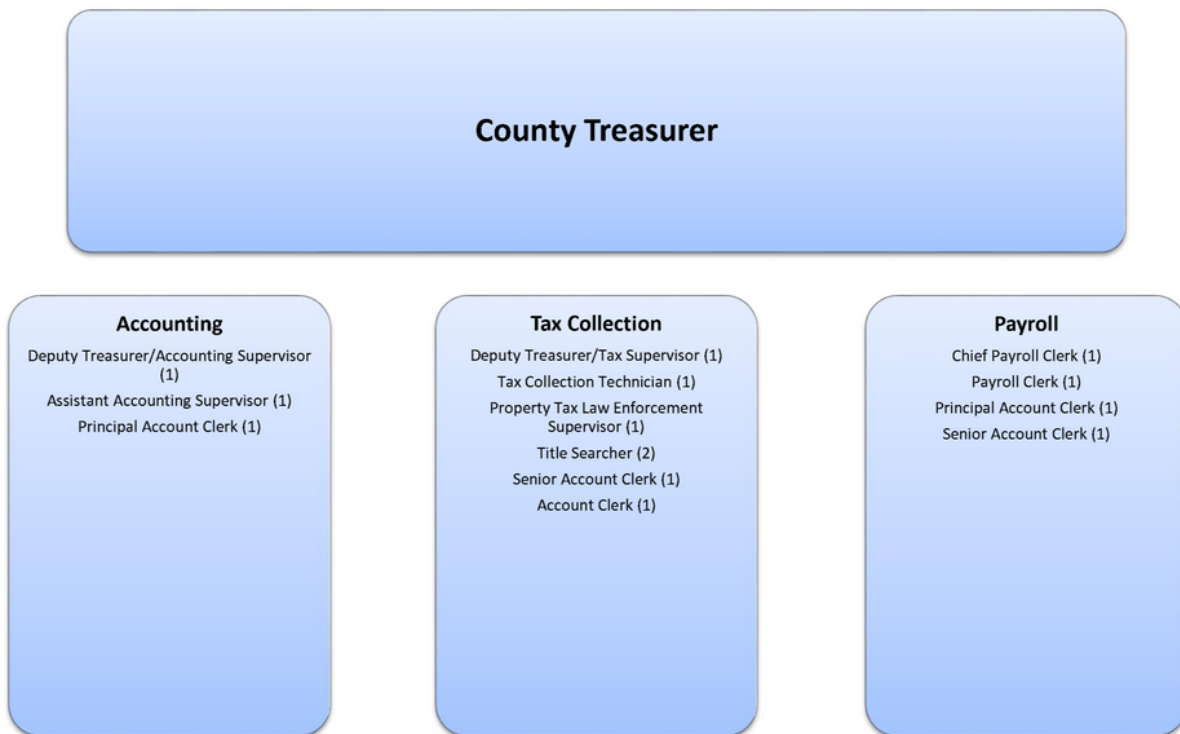 County Treasurer
Accounting
Deputy Treasurer/Accounting Supervisor
(1)
Assistant Accounting Supervisor (1)
Principal Account Clerk (1)
Tax Collection
Deputy Treasurer/Tax Supervisor (1)
Tax Collection Technician (1)
Property Tax Law Enforcement
Supervisor (1)
Title Searcher (2)
Senior Account Clerk (1)
Account Clerk (1)
Payroll
Chief Payroll Clerk (1)
Payroll Clerk (1)
Principal Account Clerk (1)
Senior Account Clerk (1)